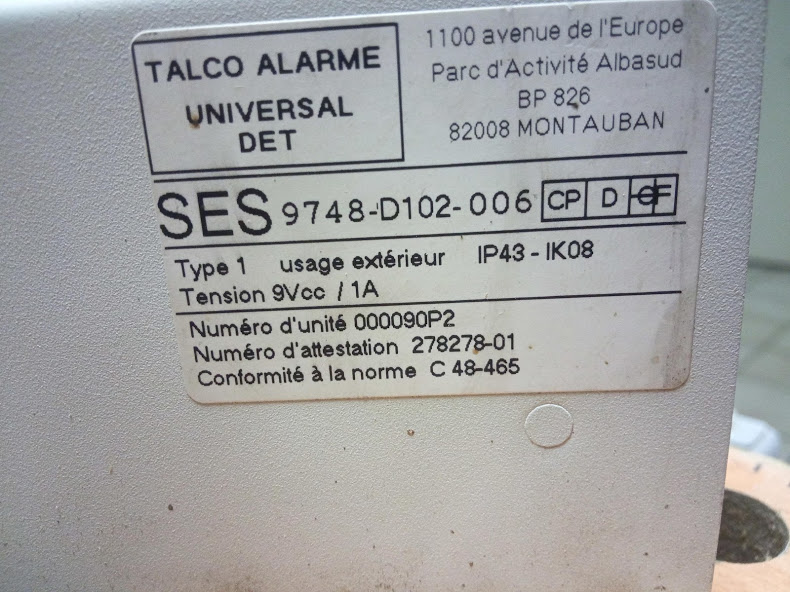 TALCO ALARME
UNIVERSAL
DET
1100 avenue de l'Europe
Parc d'Activité Albasud
BP 826
82008 MONTAUBAN
SES 9748-D102-006 CP D CF
Type 1 usage extérieur IP43 - IK08
Tension 9Vcc / 1A
Numéro d'unité 000090P2
Numéro d'attestation 278278-01
Conformité à la norme C 48-465